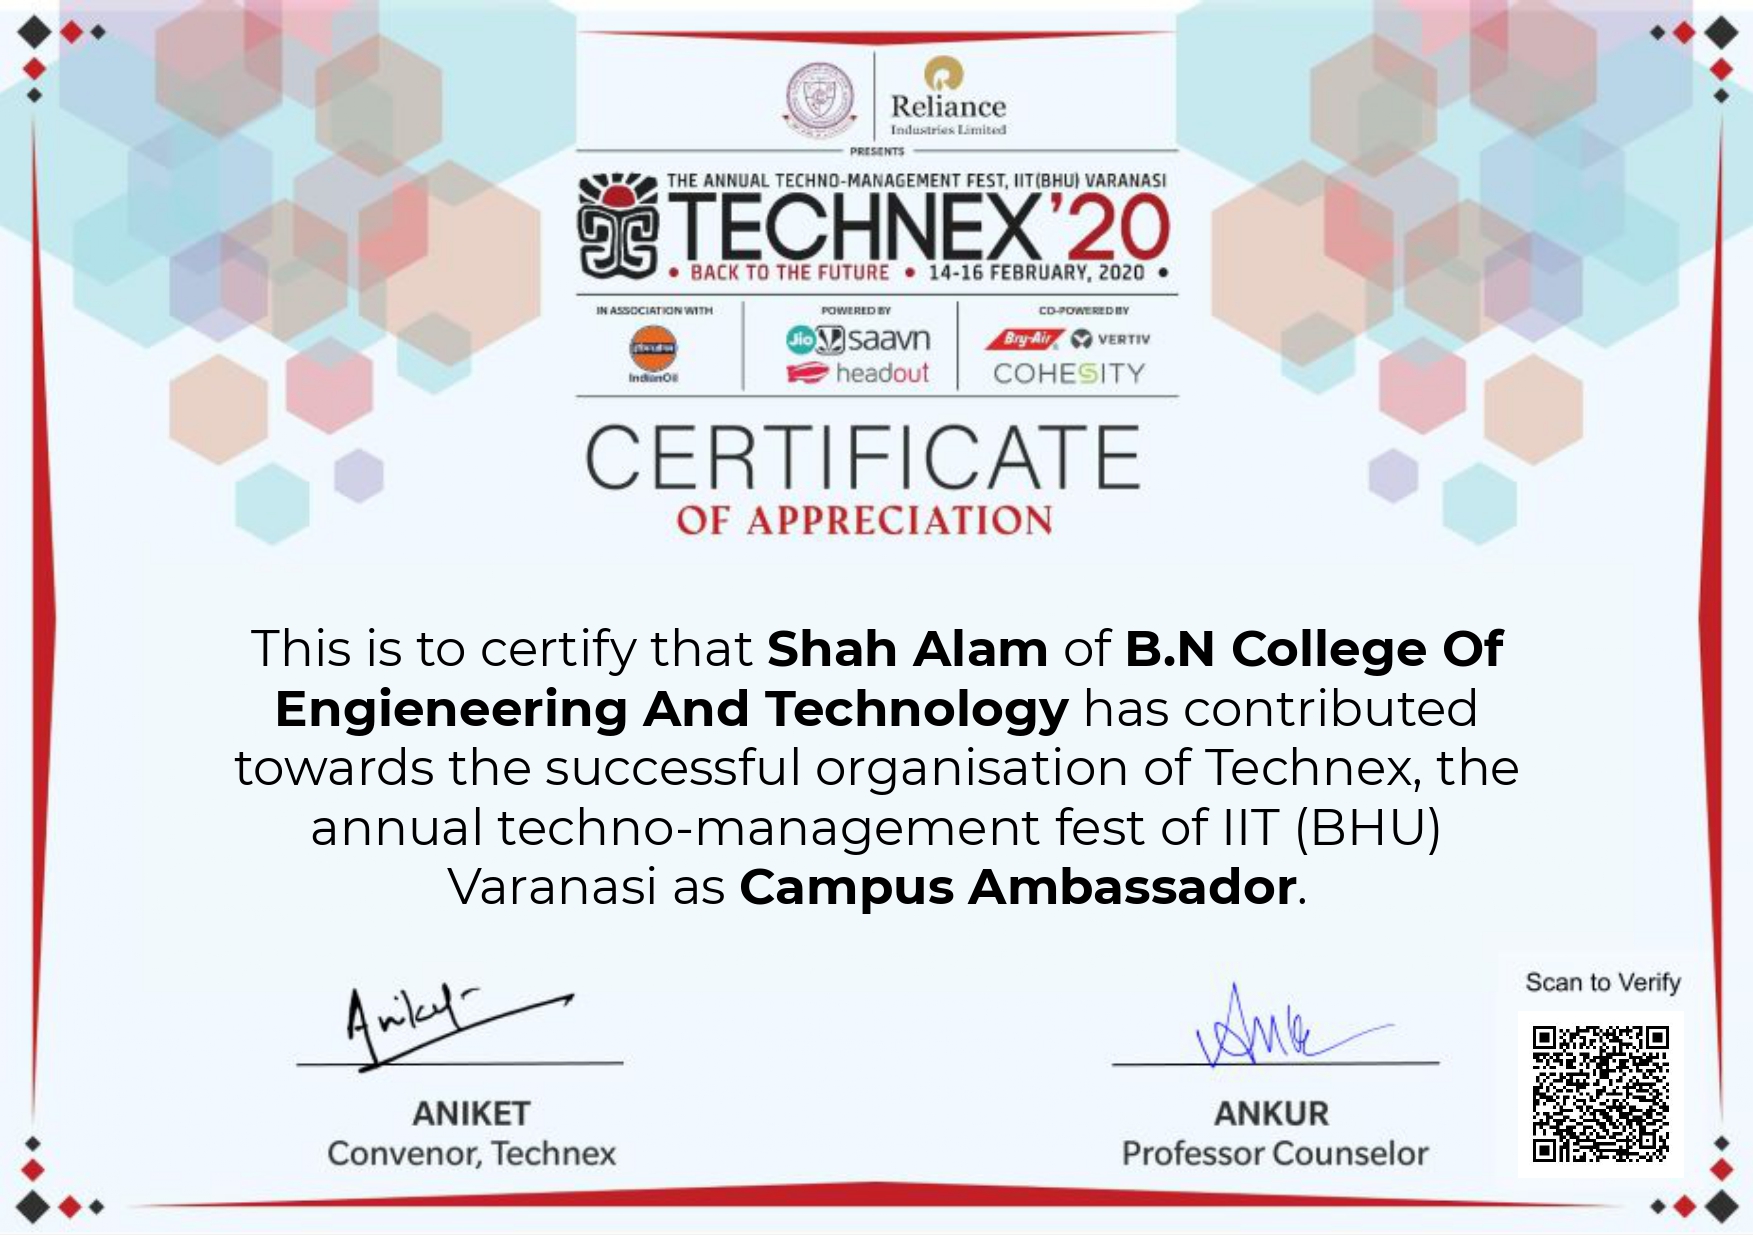 Reliance
Industries Limited
PRESENTS
THE ANNUAL TECHNO-MANAGEMENT FEST, IIT(BHU) VARANASI
TECHNEX'20
• BACK TO THE FUTURE • 14-16 FEBRUARY, 2020 •
IN ASSOCIATION WITH
IndianOil
POWERED BY
Jio saavn
headout
CO-POWERED BY
Bry-Air VERTIV
COHESITY
CERTIFICATE
OF APPRECIATION
This is to certify that Shah Alam of B.N College Of
Engieneering And Technology has contributed
towards the successful organisation of Technex, the
annual techno-management fest of IIT (BHU)
Varanasi as Campus Ambassador.
Aniket
ANIKET
Convenor, Technex
ANKUR
Professor Counselor
Scan to Verify